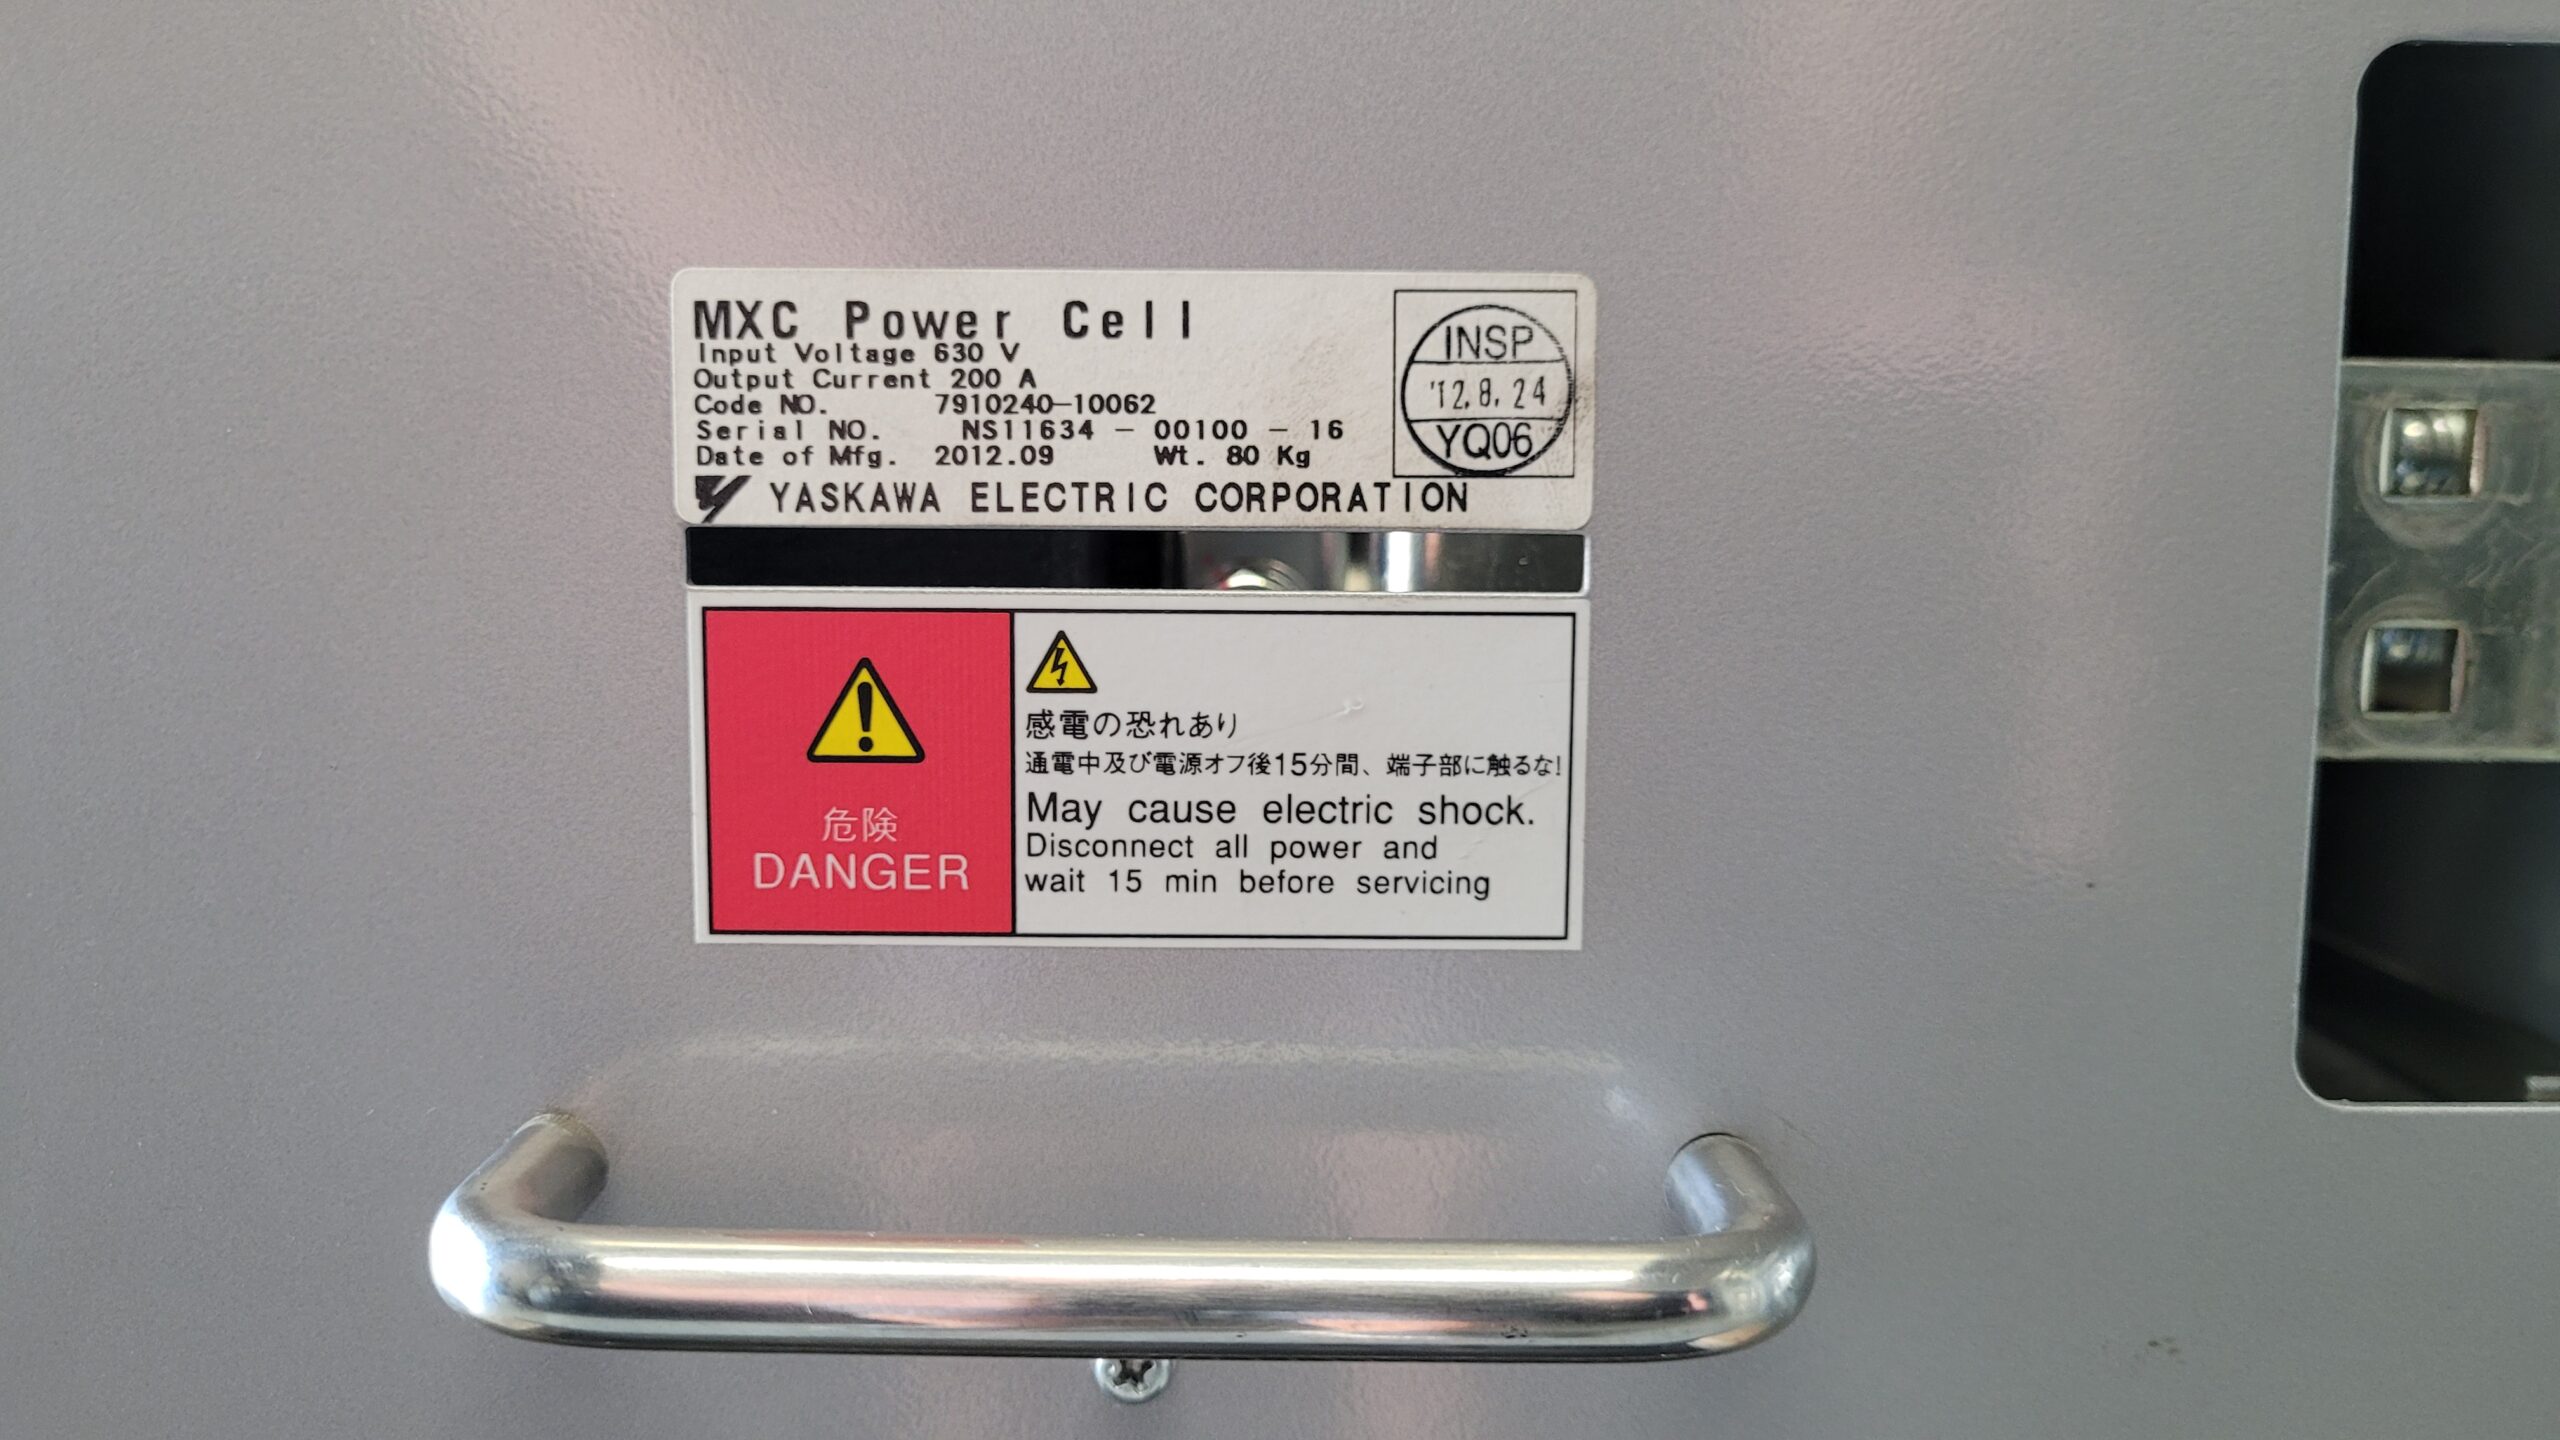 MXC Power Cell
Input Voltage 630 V
Output Current 200 A
Code NO. 7910240-10062
Serial NO. NS11634 - 00100 - 16
Date of Mfg. 2012.09 Wt. 80 Kg
YASKAWA ELECTRIC CORPORATION
INSP
'12.8.24
YQ06
危険
DANGER
感電の恐れあり
通電中及び電源オフ後15分間、端子部に触るな!
May cause electric shock.
Disconnect all power and
wait 15 min before servicing